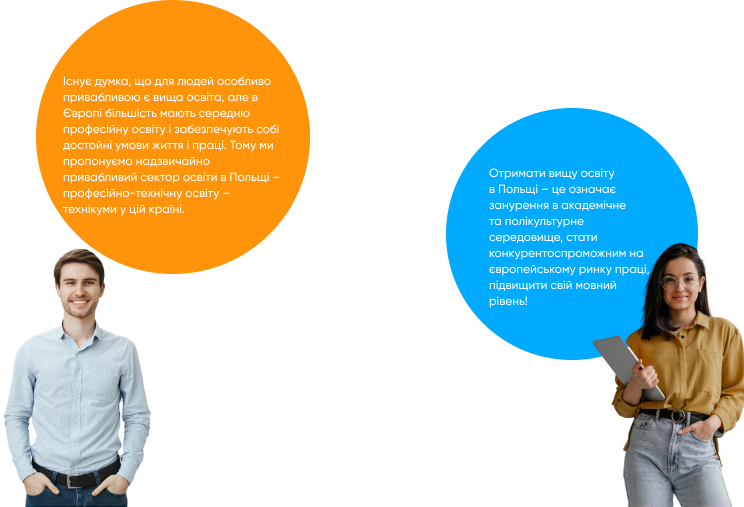 Існує думка, що для людей особливо
привабливою є вища освіта, але в
Європі більшість мають середню
професійну освіту і забезпечують собі
достойні умови життя і праці. Тому ми
пропонуємо надзвичайно
привабливий сектор освіти в Польщі –
професійно-технічну освіту –
технікуми у цій країні.
Отримати вищу освіту
в Польщі – це означає
занурення в академічне
та полікультурне
середовище, стати
конкурентоспроможним на
європейському ринку праці,
підвищити свій мовний
рівень!